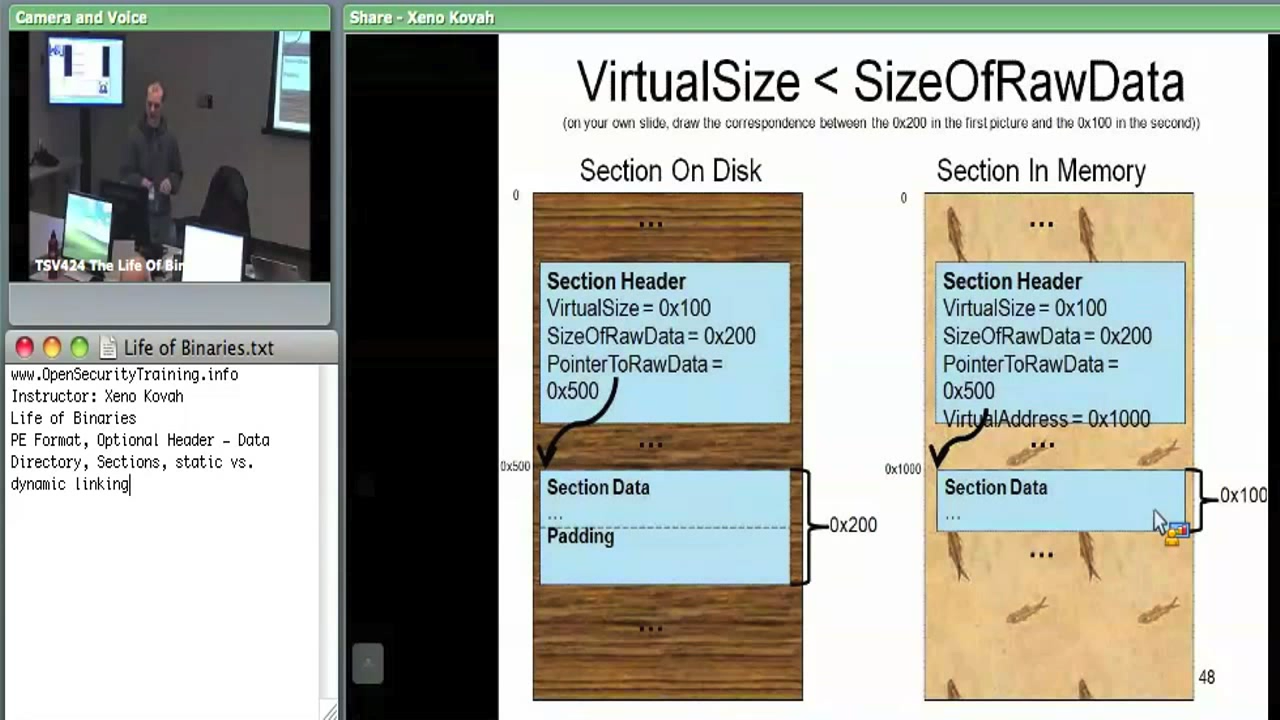 Camera and Voice
TSV424 The Life Of Bin
Life of Binaries.txt
www.OpenSecurityTraining.info
Instructor: Xeno Kovah
Life of Binaries
PE Format, Optional Header – Data
Directory, Sections, static vs.
dynamic linking
Share - Xeno Kovah
VirtualSize < SizeOfRawData
(on your own slide, draw the correspondence between the 0x200 in the first picture and the 0x100 in the second))
Section On Disk
0
...
Section Header
VirtualSize = 0x100
SizeOfRawData = 0x200
PointerToRawData =
0x500
...
0x500
Section Data
...
Padding
0x200
...
Section In Memory
0
...
Section Header
VirtualSize = 0x100
SizeOfRawData = 0x200
PointerToRawData =
0x500
VirtualAddress = 0x1000
...
0x1000
Section Data
...
0x100
...
48